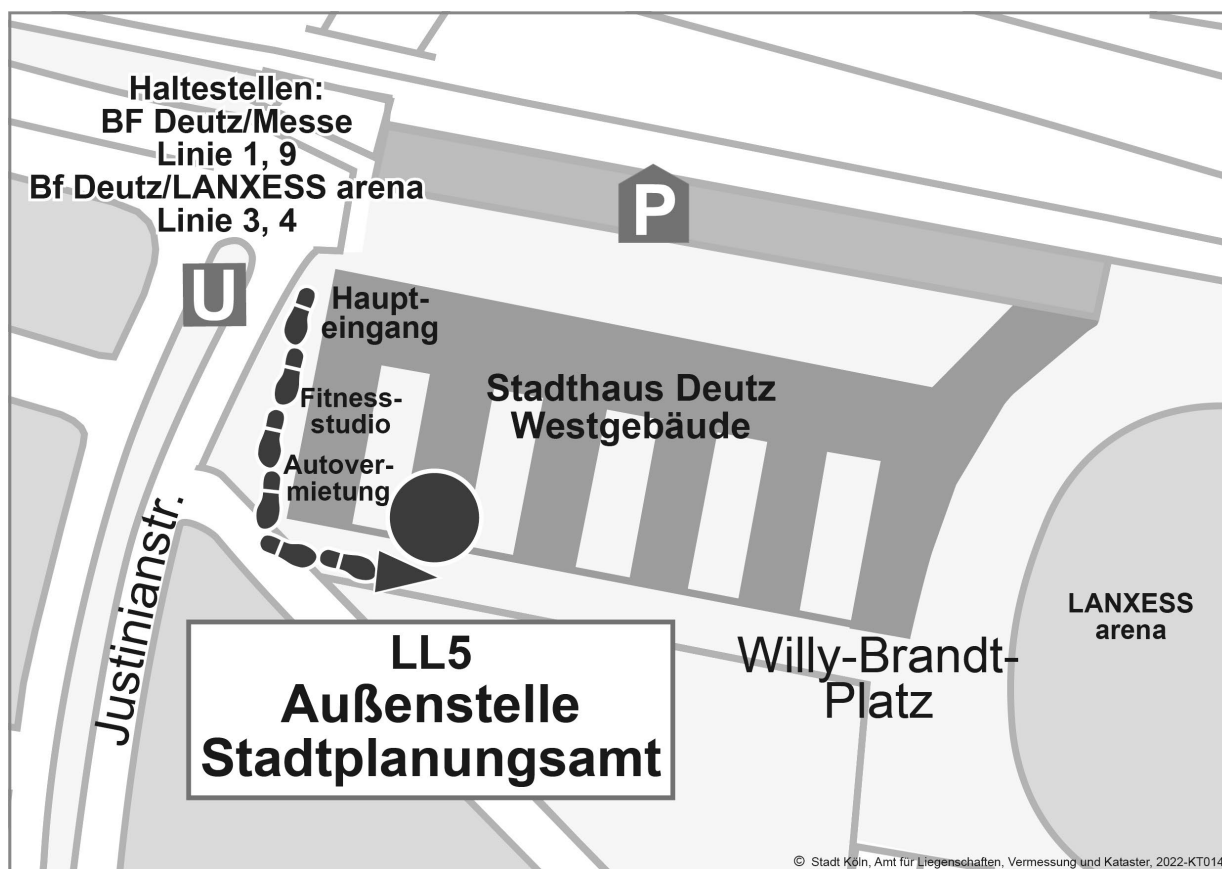 Haltestellen:
BF Deutz/Messe
Linie 1, 9
Bf Deutz/LANXESS arena
Linie 3, 4
P
U
Haupt-
eingang
Stadthaus Deutz
Westgebäude
Fitness-
studio
Autover-
mietung
Justinianstr.
LANXESS
arena
Willy-Brandt-
Platz
LL5
Außenstelle
Stadtplanungsamt
© Stadt Köln, Amt für Liegenschaften, Vermessung und Kataster, 2022-KT014